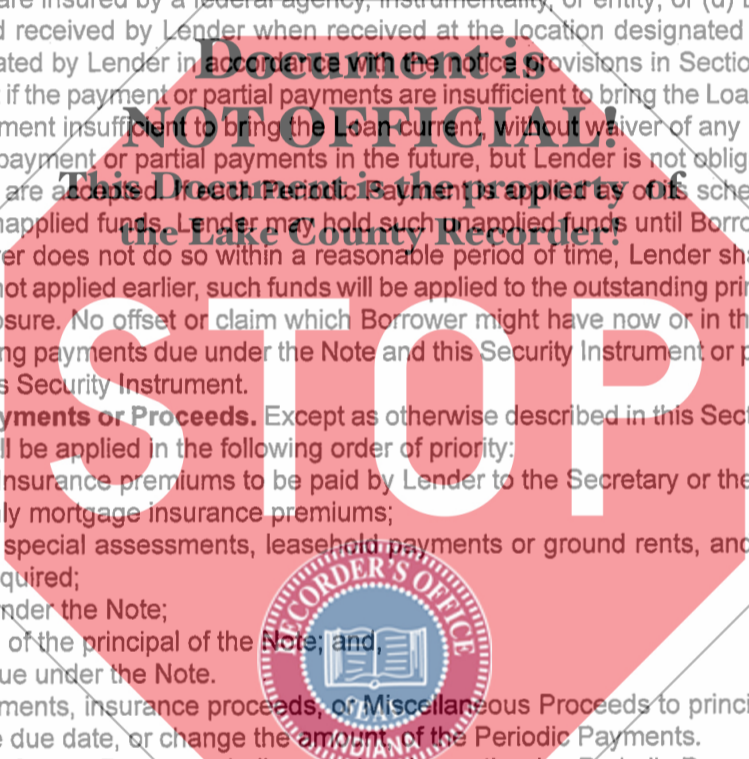 are insured by a federal agency, instrumentality, or entity; or (d)
d received by Lender when received at the location designated
ated by Lender in accordance with the notice provisions in Sectio
t if the payment or partial payments are insufficient to bring the Loa
ment insufficient to bring the Loan current, without waiver of any
payment or partial payments in the future, but Lender is not oblig
are accepted. If each Periodic Payment is applied as of its sche
napplied funds. Lender may hold such unapplied funds until Borro
er does not do so within a reasonable period of time, Lender sha
not applied earlier, such funds will be applied to the outstanding prin
osure. No offset or claim which Borrower might have now or in th
ng payments due under the Note and this Security Instrument or p
s Security Instrument.
yments or Proceeds. Except as otherwise described in this Sect
ll be applied in the following order of priority:
insurance premiums to be paid by Lender to the Secretary or the
ly mortgage insurance premiums;
special assessments, leasehold payments or ground rents, and
quired;
nder the Note;
of the principal of the Note; and,
ue under the Note.
ments, insurance proceeds, or Miscellaneous Proceeds to princi
e due date, or change the amount, of the Periodic Payments.
Document is
NOT OFFICIAL!
This Document is the property of
the Lake County Recorder!
STOP
RECORDER'S OFFICE
SEAL
INDIANA